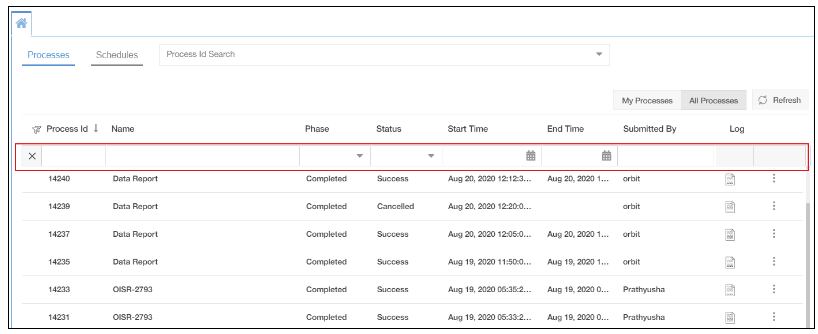 Processes Schedules Process Id Search
My Processes All Processes Refresh
Process Id Name Phase Status Start Time End Time Submitted By Log
14240 Data Report Completed Success Aug 20, 2020 12:12:3... Aug 20, 2020 1... orbit
14239 Data Report Completed Cancelled Aug 20, 2020 12:20:0... orbit
14237 Data Report Completed Success Aug 20, 2020 12:05:0... Aug 20, 2020 1... orbit
14235 Data Report Completed Success Aug 19, 2020 11:50:0... Aug 19, 2020 1... orbit
14233 OISR-2793 Completed Success Aug 19, 2020 05:35:2... Aug 19, 2020 0... Prathyusha
14231 OISR-2793 Completed Success Aug 19, 2020 05:33:2... Aug 19, 2020 0... Prathyusha